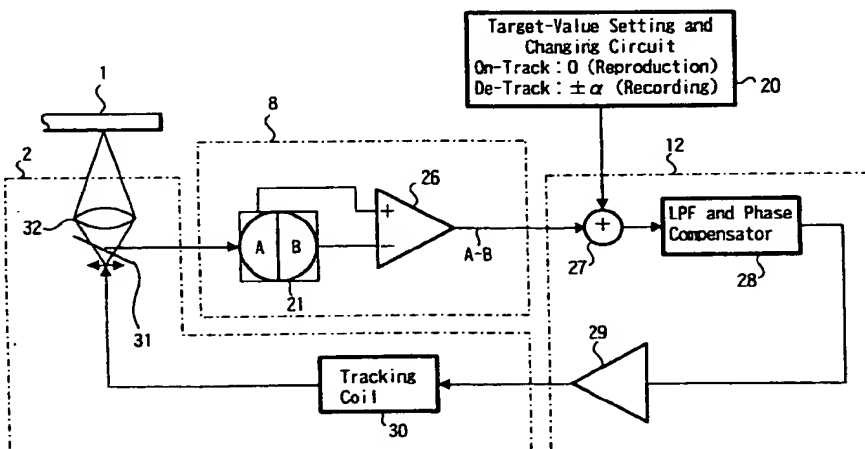 Target-Value Setting and
Changing Circuit
On-Track : 0 (Reproduction)
De-Track : ±α (Recording)
20
1
8
2
12
26
+
−
32
A
B
A-B
+
27
LPF and Phase
Compensator
28
21
31
29
Tracking
Coil
30